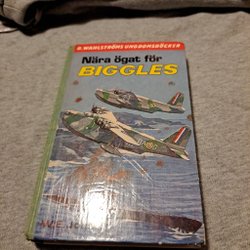 B. WAHLSTRÖMS UNGDOMSBÖCKER
Nära ögat för
BIGGLES